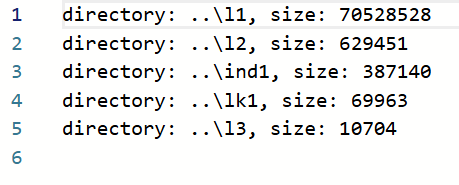 1 directory: ..\l1, size: 70528528
2 directory: ..\l2, size: 629451
3 directory: ..\ind1, size: 387140
4 directory: ..\lk1, size: 69963
5 directory: ..\l3, size: 10704
6